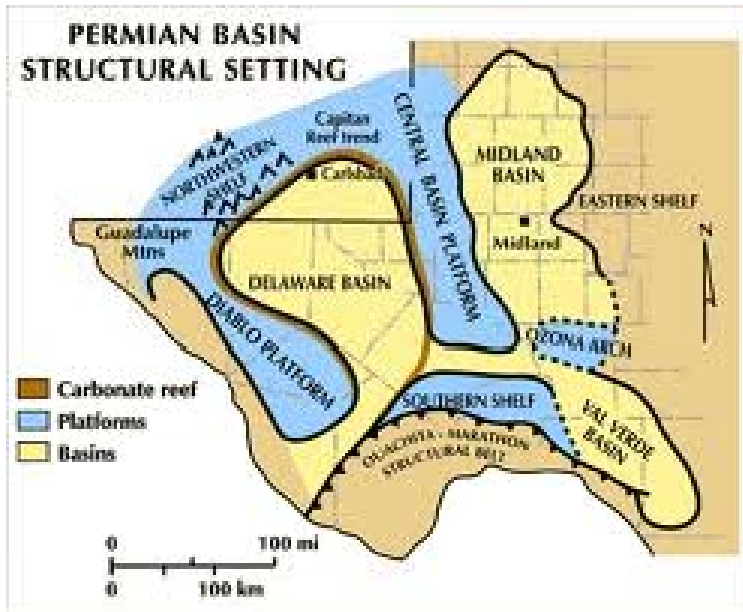 PERMIAN BASIN
STRUCTURAL SETTING
Capitan
Reef trend
NORTHWESTERN
SHELF
Carlsbad
CENTRAL BASIN PLATFORM
MIDLAND
BASIN
EASTERN SHELF
N
Midland
Guadalupe
Mtns
DELAWARE BASIN
DIABLO PLATFORM
OZONA ARCH
SOUTHERN SHELF
VAL VERDE
BASIN
OUACHITA - MARATHON
STRUCTURAL BELT
Carbonate reef
Platforms
Basins
0 100 mi
0 100 km